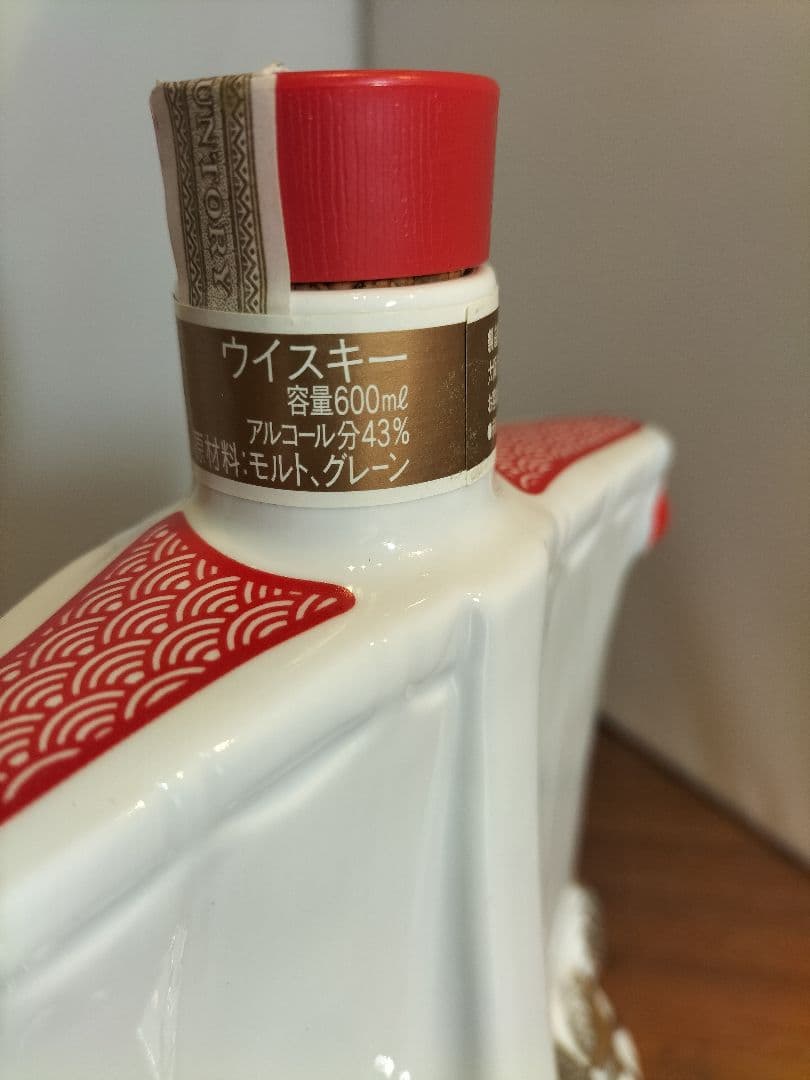 UNTORY
ウイスキー
容量600mℓ
アルコール分43%
原材料:モルト、グレーン